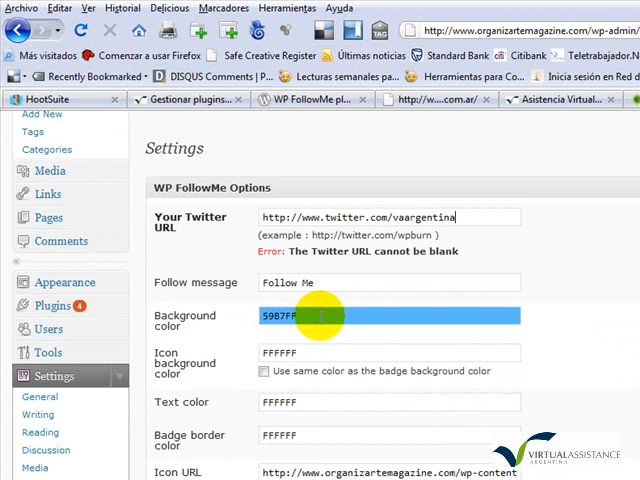 Archivo Editar Ver Historial Delicious Marcadores Herramientas Ayuda
http://www.organizartemagazine.com/wp-admin/
Más visitados Getting Started Safe Creative Register Últimas noticias Standard Bank Citibank Teletrabajador.Ne
Recently Bookmarked DISQUS Comments | P... Lecturas semanales pa... Herramientas para Co... Inicia sesión en Red d
HootSuite Gestionar plugins... WP FollowMe pl... http://w....com.ar/ Asistencia Virtual...
Add New
Tags
Categories
Media
Links
Pages
Comments
Appearance
Plugins 4
Users
Tools
Settings
General
Writing
Reading
Discussion
Media
Settings
WP FollowMe Options
Your Twitter URL
http://www.twitter.com/vaargentina
(example : http://twitter.com/wpburn )
Error: The Twitter URL cannot be blank
Follow message
Follow Me
Background color
59B7FF
Icon background color
FFFFFF
Use same color as the badge background color
Text color
FFFFFF
Badge border color
FFFFFF
Icon URL
http://www.organizartemagazine.com/wp-content
VIRTUALASSISTANCE
ARGENTINA